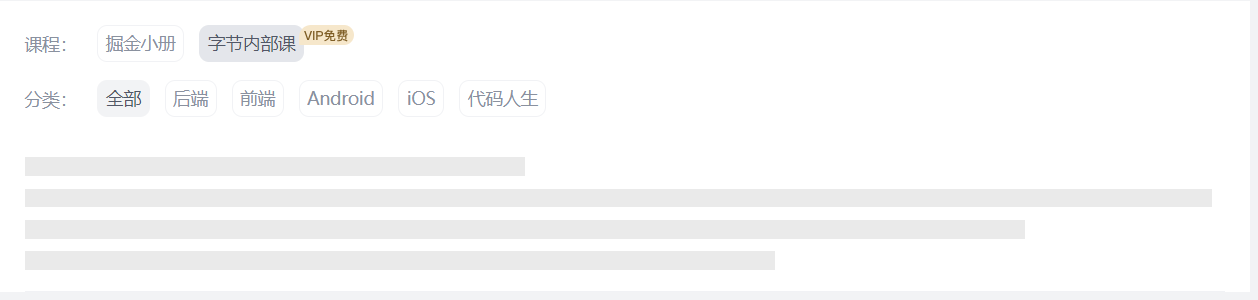 课程： 掘金小册 字节内部课 VIP免费
分类： 全部 后端 前端 Android iOS 代码人生